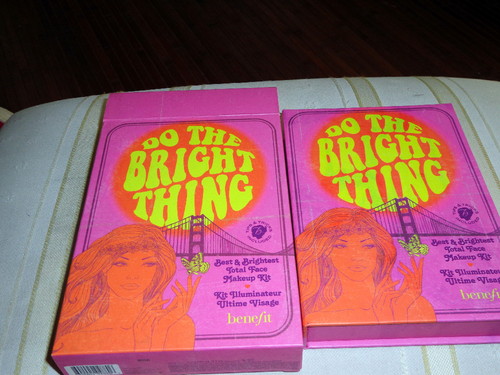 DO THE
BRIGHT
THING
Best & Brightest
Total Face
Makeup Kit
Kit Illuminateur
Ultime Visage
benefit
DO THE
BRIGHT
THING
Best & Brightest
Total Face
Makeup Kit
Kit Illuminateur
Ultime Visage
benefit